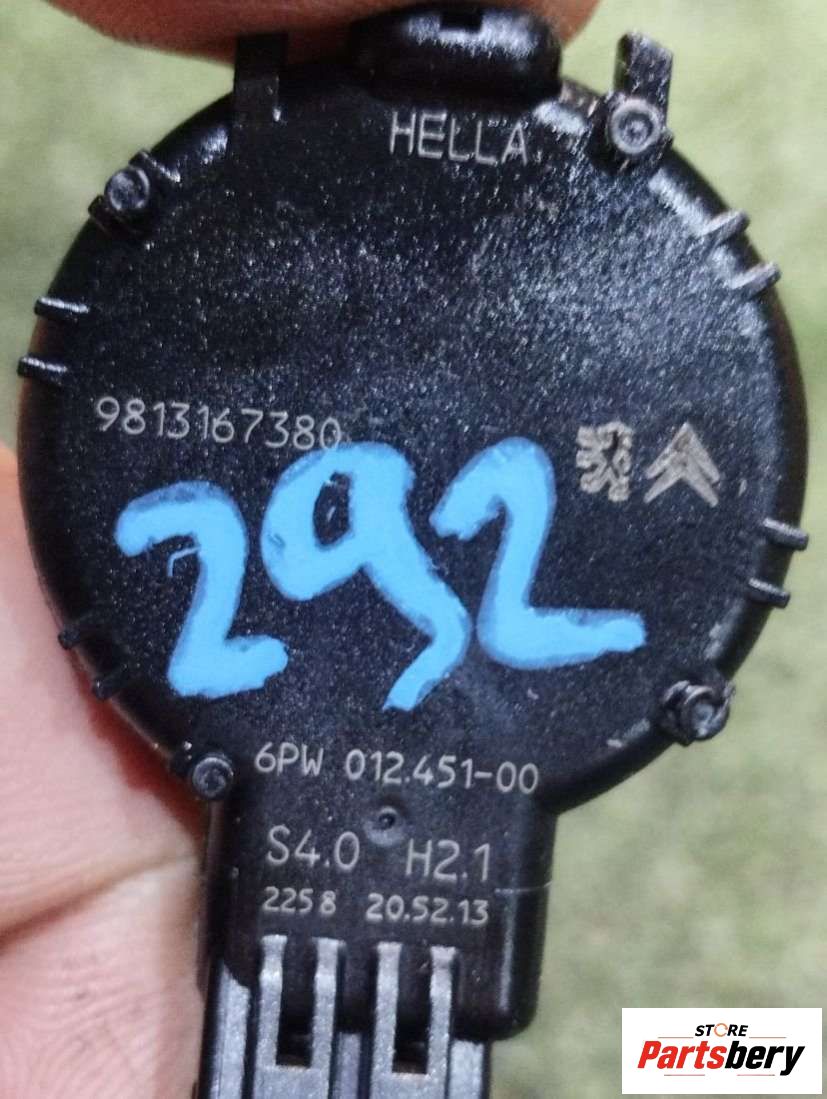 HELLA
9813167380
292
6PW 012.451-00
S4.0 H2.1
2258 20.52.13
STORE
Partsbery